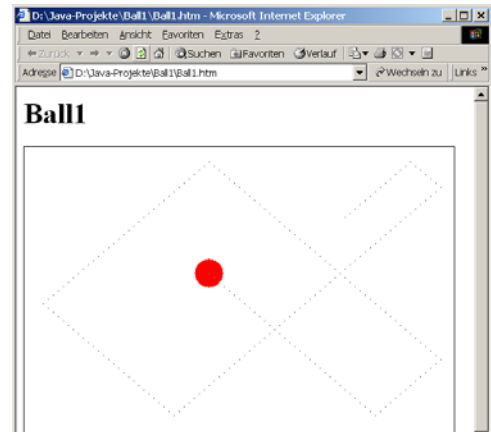 D:\Java-Projekte\Ball1\Ball1.htm - Microsoft Internet Explorer
Datei Bearbeiten Ansicht Favoriten Extras ?
Zurück Suchen Favoriten Verlauf
Adresse D:\Java-Projekte\Ball1\Ball1.htm Wechseln zu Links »
Ball1